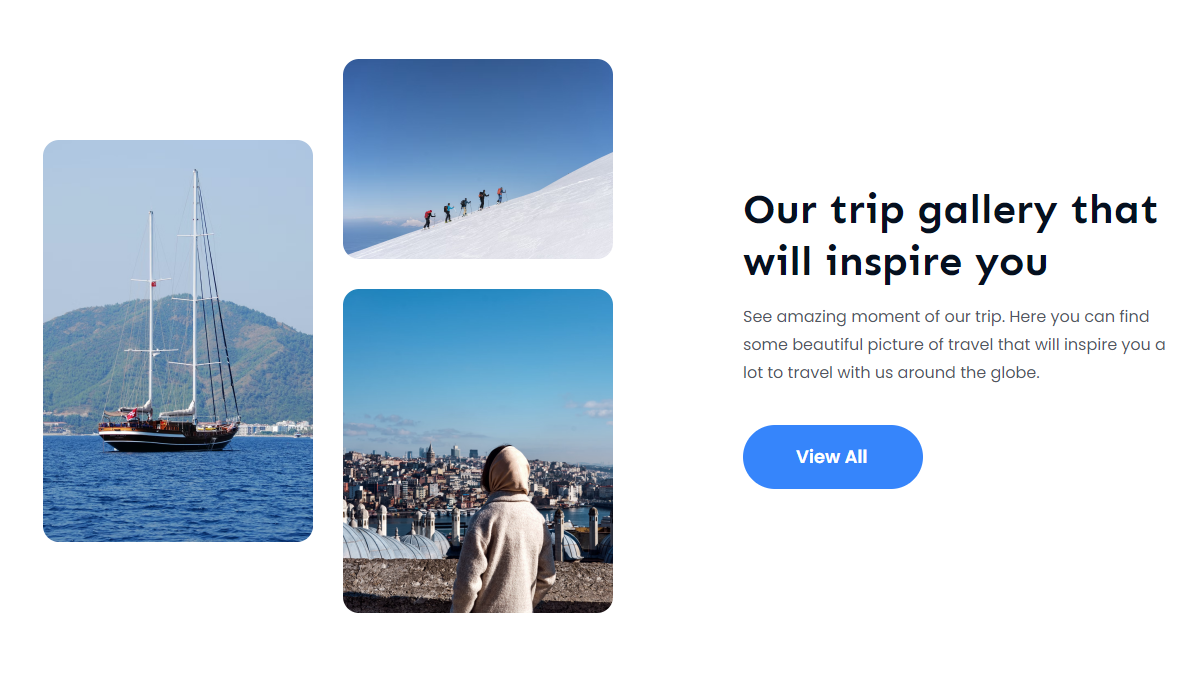 Our trip gallery that
will inspire you
See amazing moment of our trip. Here you can find
some beautiful picture of travel that will inspire you a
lot to travel with us around the globe.
View All